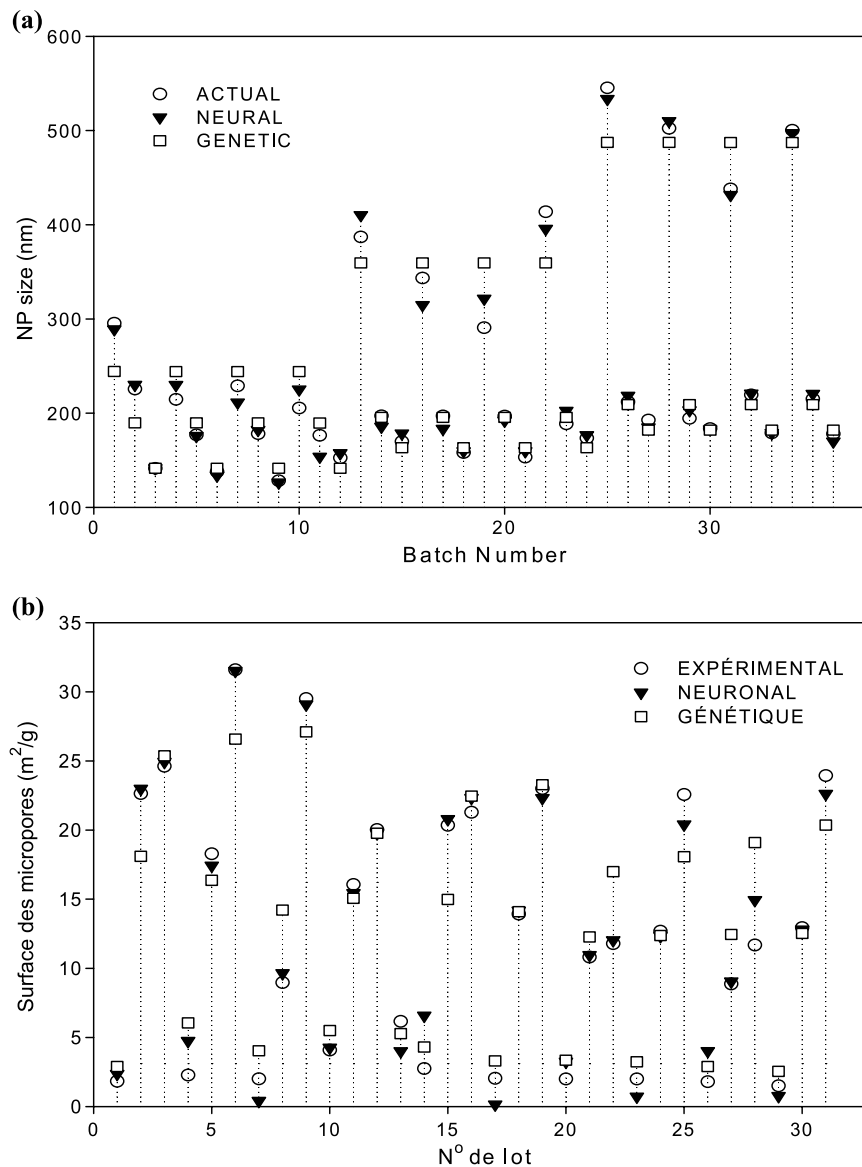 (a)
600
500
400
300
200
100
NP size (nm)
ACTUAL
NEURAL
GENETIC
0
10
20
30
Batch Number
(b)
35
30
25
20
15
10
5
0
Surface des micropores (m²/g)
EXPÉRIMENTAL
NEURONAL
GÉNÉTIQUE
0
5
10
15
20
25
30
Nº de lot